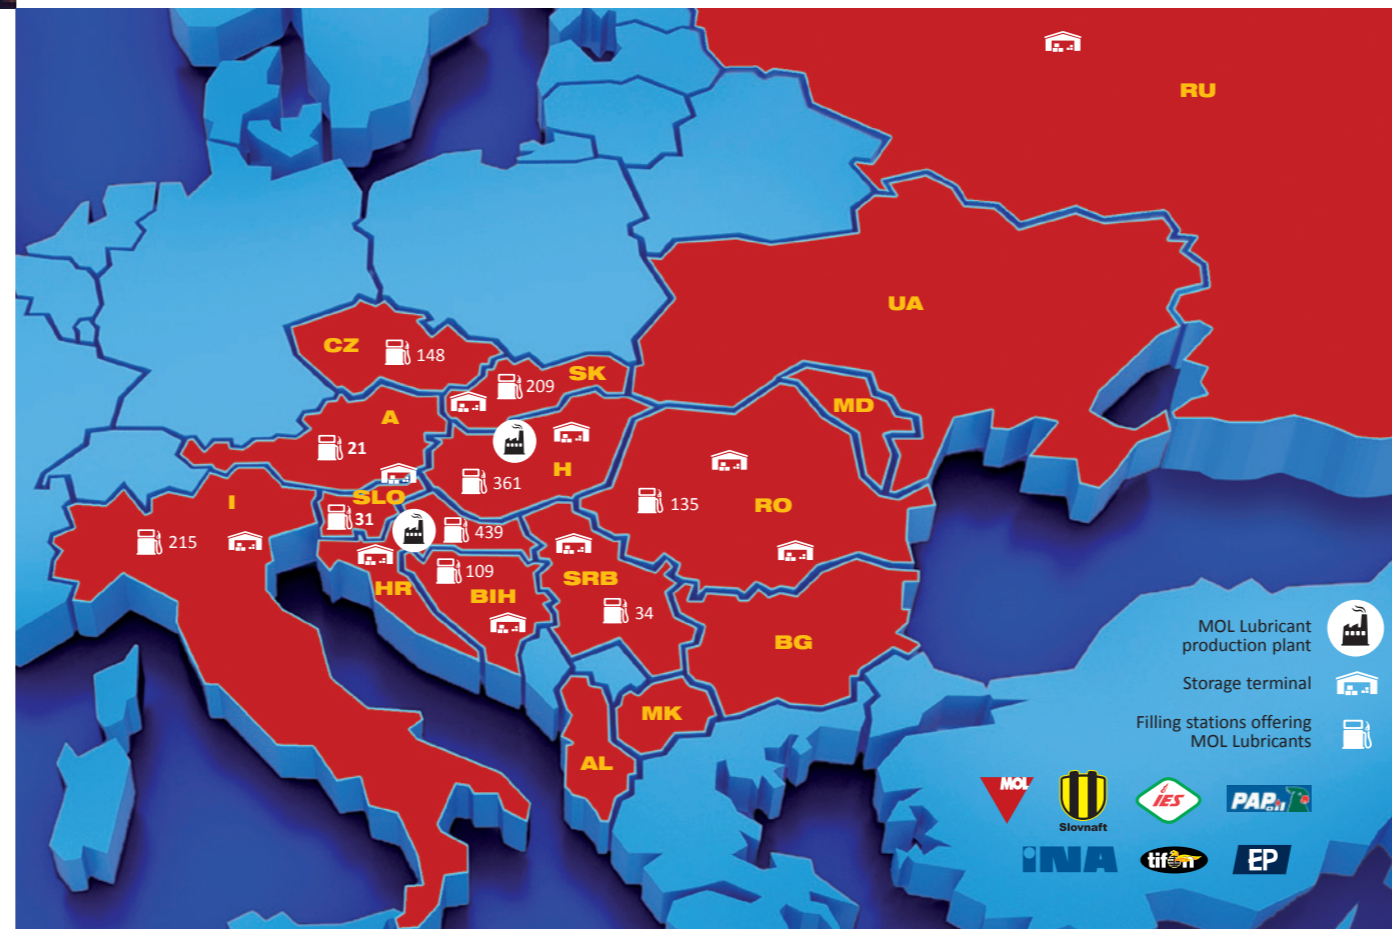 RU
UA
CZ
148
SK
209
MD
A
21
H
361
SLO
31
I
215
439
RO
135
HR
109
BIH
SRB
34
BG
MK
AL
MOL Lubricant
production plant
Storage terminal
Filling stations offering
MOL Lubricants
MOL
Slovnaft
IES
PAP oil
INA
tifon
EP